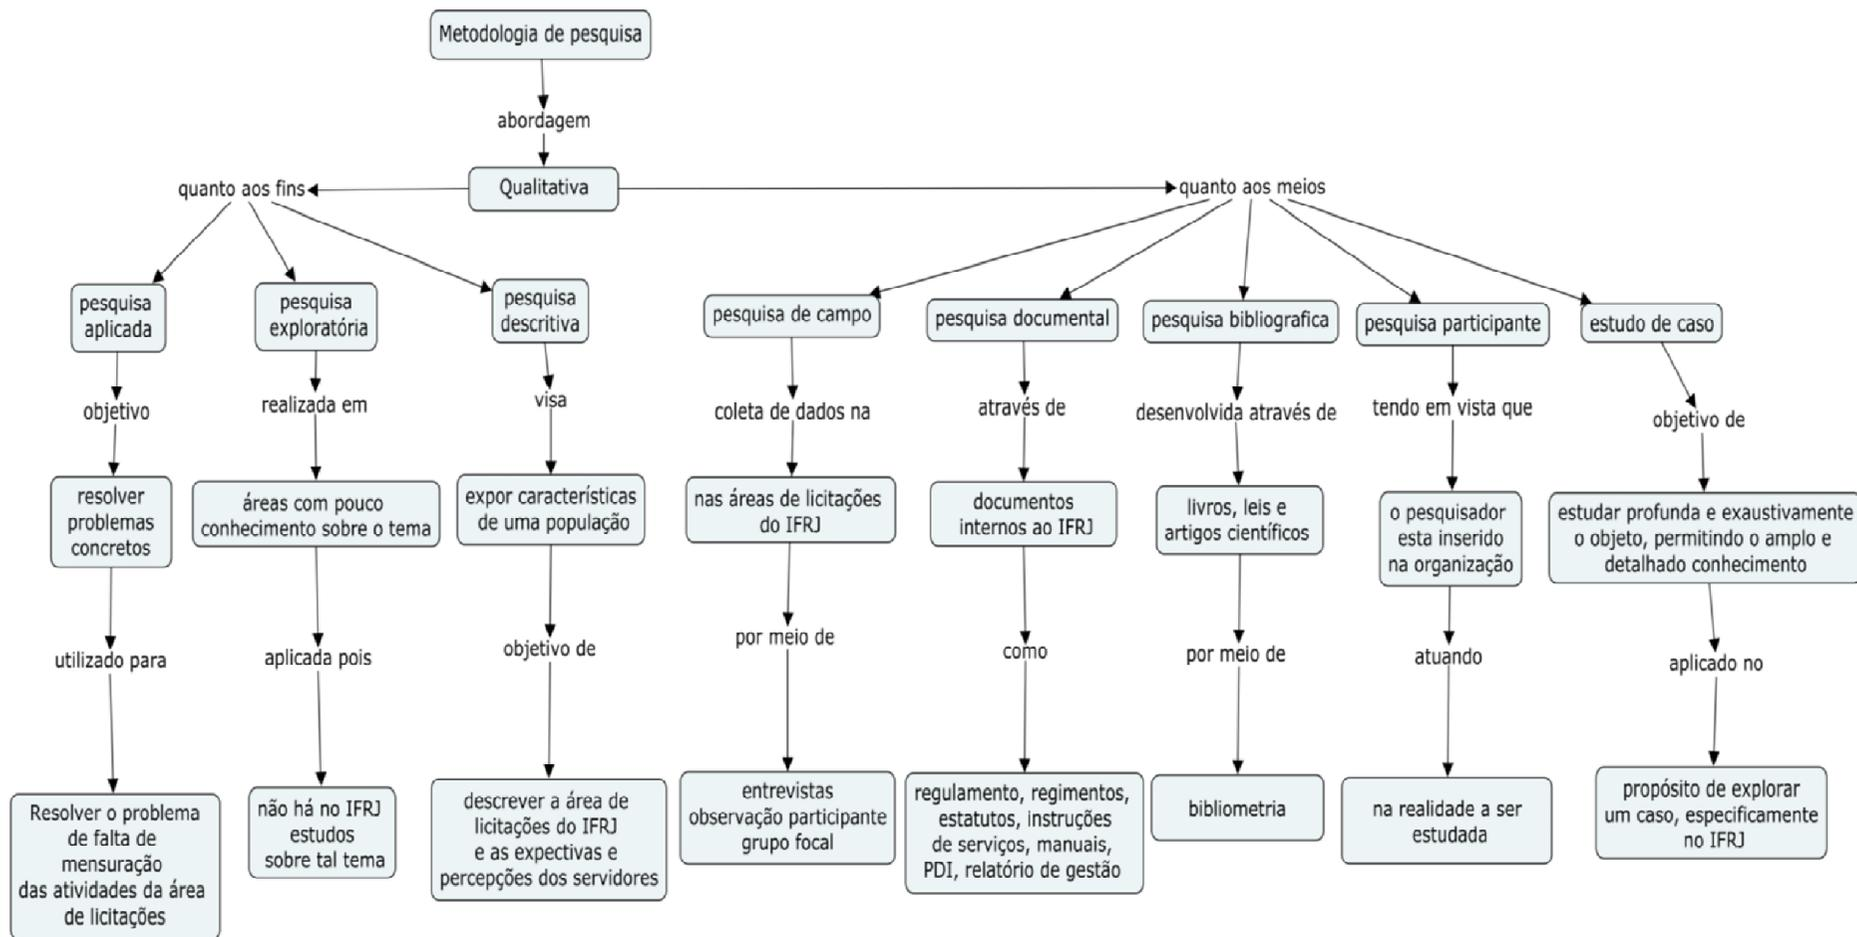 Metodologia de pesquisa
abordagem
Qualitativa
quanto aos fins
quanto aos meios
pesquisa
aplicada
pesquisa
exploratória
pesquisa
descritiva
pesquisa de campo
pesquisa documental
pesquisa bibliografica
pesquisa participante
estudo de caso
objetivo
realizada em
visa
coleta de dados na
através de
desenvolvida através de
tendo em vista que
objetivo de
resolver
problemas
concretos
áreas com pouco
conhecimento sobre o tema
expor características
de uma população
nas áreas de licitações
do IFRJ
documentos
internos ao IFRJ
livros, leis e
artigos científicos
o pesquisador
esta inserido
na organização
estudar profunda e exaustivamente
o objeto, permitindo o amplo e
detalhado conhecimento
utilizado para
aplicada pois
objetivo de
por meio de
como
por meio de
atuando
aplicado no
Resolver o problema
de falta de
mensuração
das atividades da área
de licitações
não há no IFRJ
estudos
sobre tal tema
descrever a área de
licitações do IFRJ
e as expectivas e
percepções dos servidores
entrevistas
observação participante
grupo focal
regulamento, regimentos,
estatutos, instruções
de serviços, manuais,
PDI, relatório de gestão
bibliometria
na realidade a ser
estudada
propósito de explorar
um caso, especificamente
no IFRJ